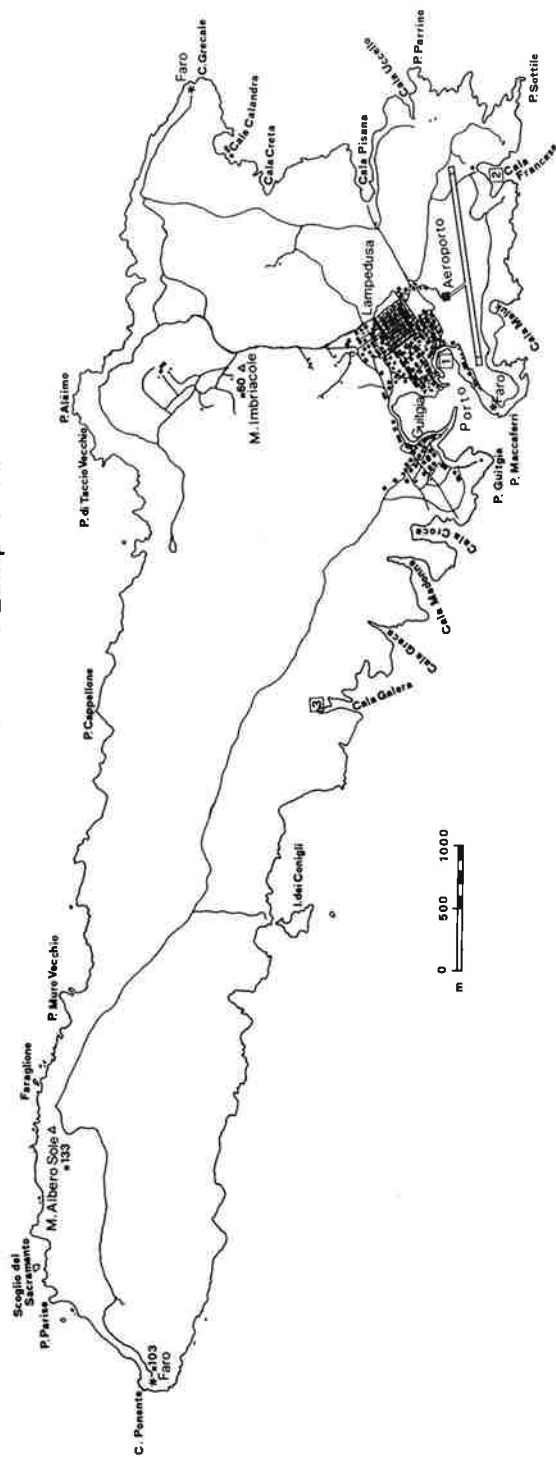 Scoglio del
Sacramento
P. Parise
C. Ponente
103
Faro
M. Albero Sole
133
Faraglione
P. Muro Vecchio
P. Cappellone
P. di Taccio Vecchio
P. Alaimo
M. Imbriacole
60
Faro
C. Grecale
Cala Calandra
Cala Creta
Cala Pisana
Cala Uccello
P. Parrino
P. Sottile
Lampedusa
Aeroporto
2
Cala
Francese
1
Guitgia
Porto
Faro
Cala Maluk
P. Maccaferri
P. Guitgia
Cala Croce
Cala Madonna
Cala Greca
3
Cala Galera
I. dei Conigli
0 500 1000
m